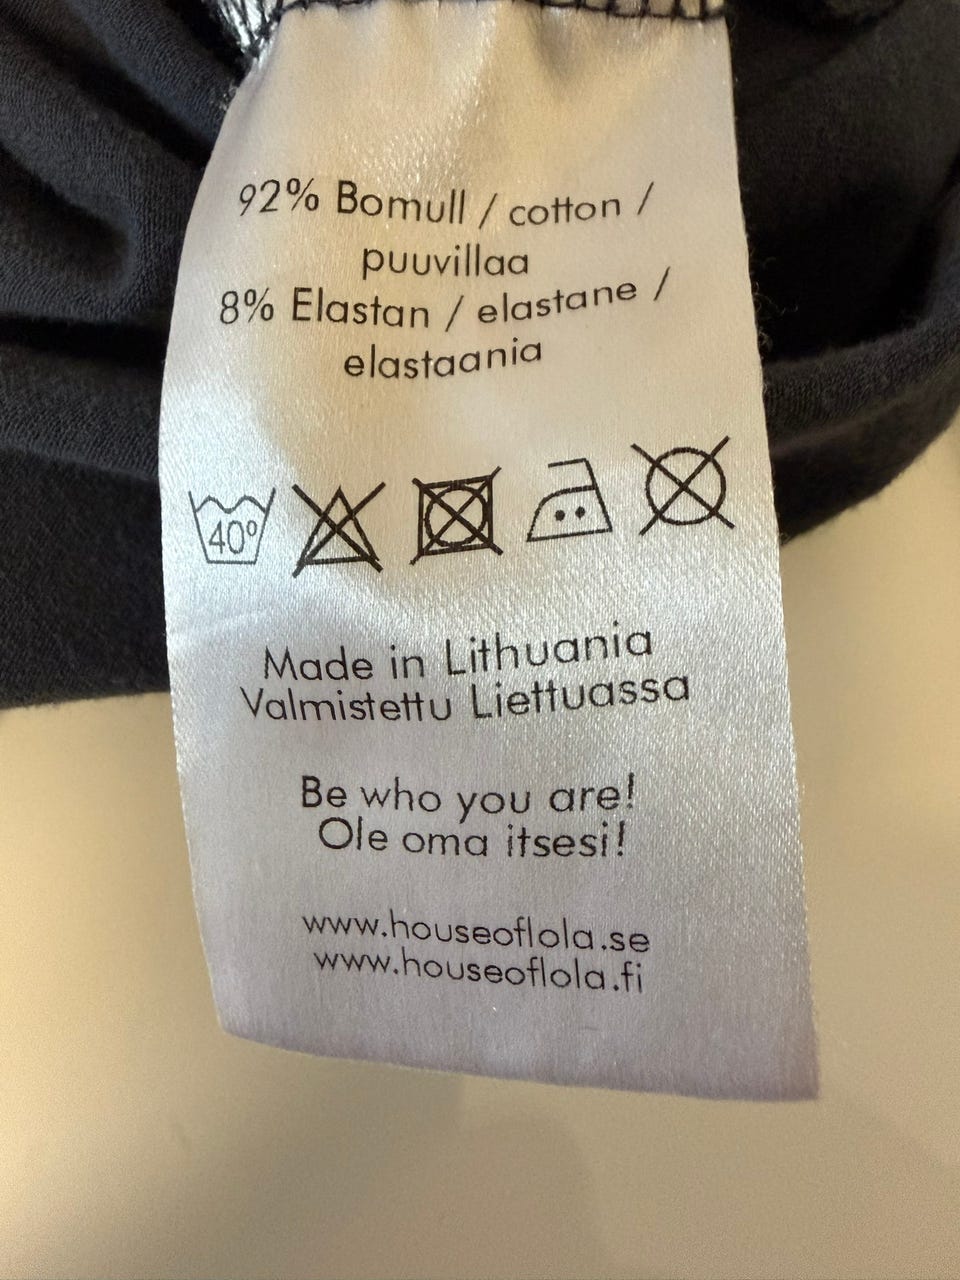 92% Bomull / cotton /
puuvillaa
8% Elastan / elastane /
elastaania
40°
Made in Lithuania
Valmistettu Liettuassa
Be who you are!
Ole oma itsesi!
www.houseoflola.se
www.houseoflola.fi